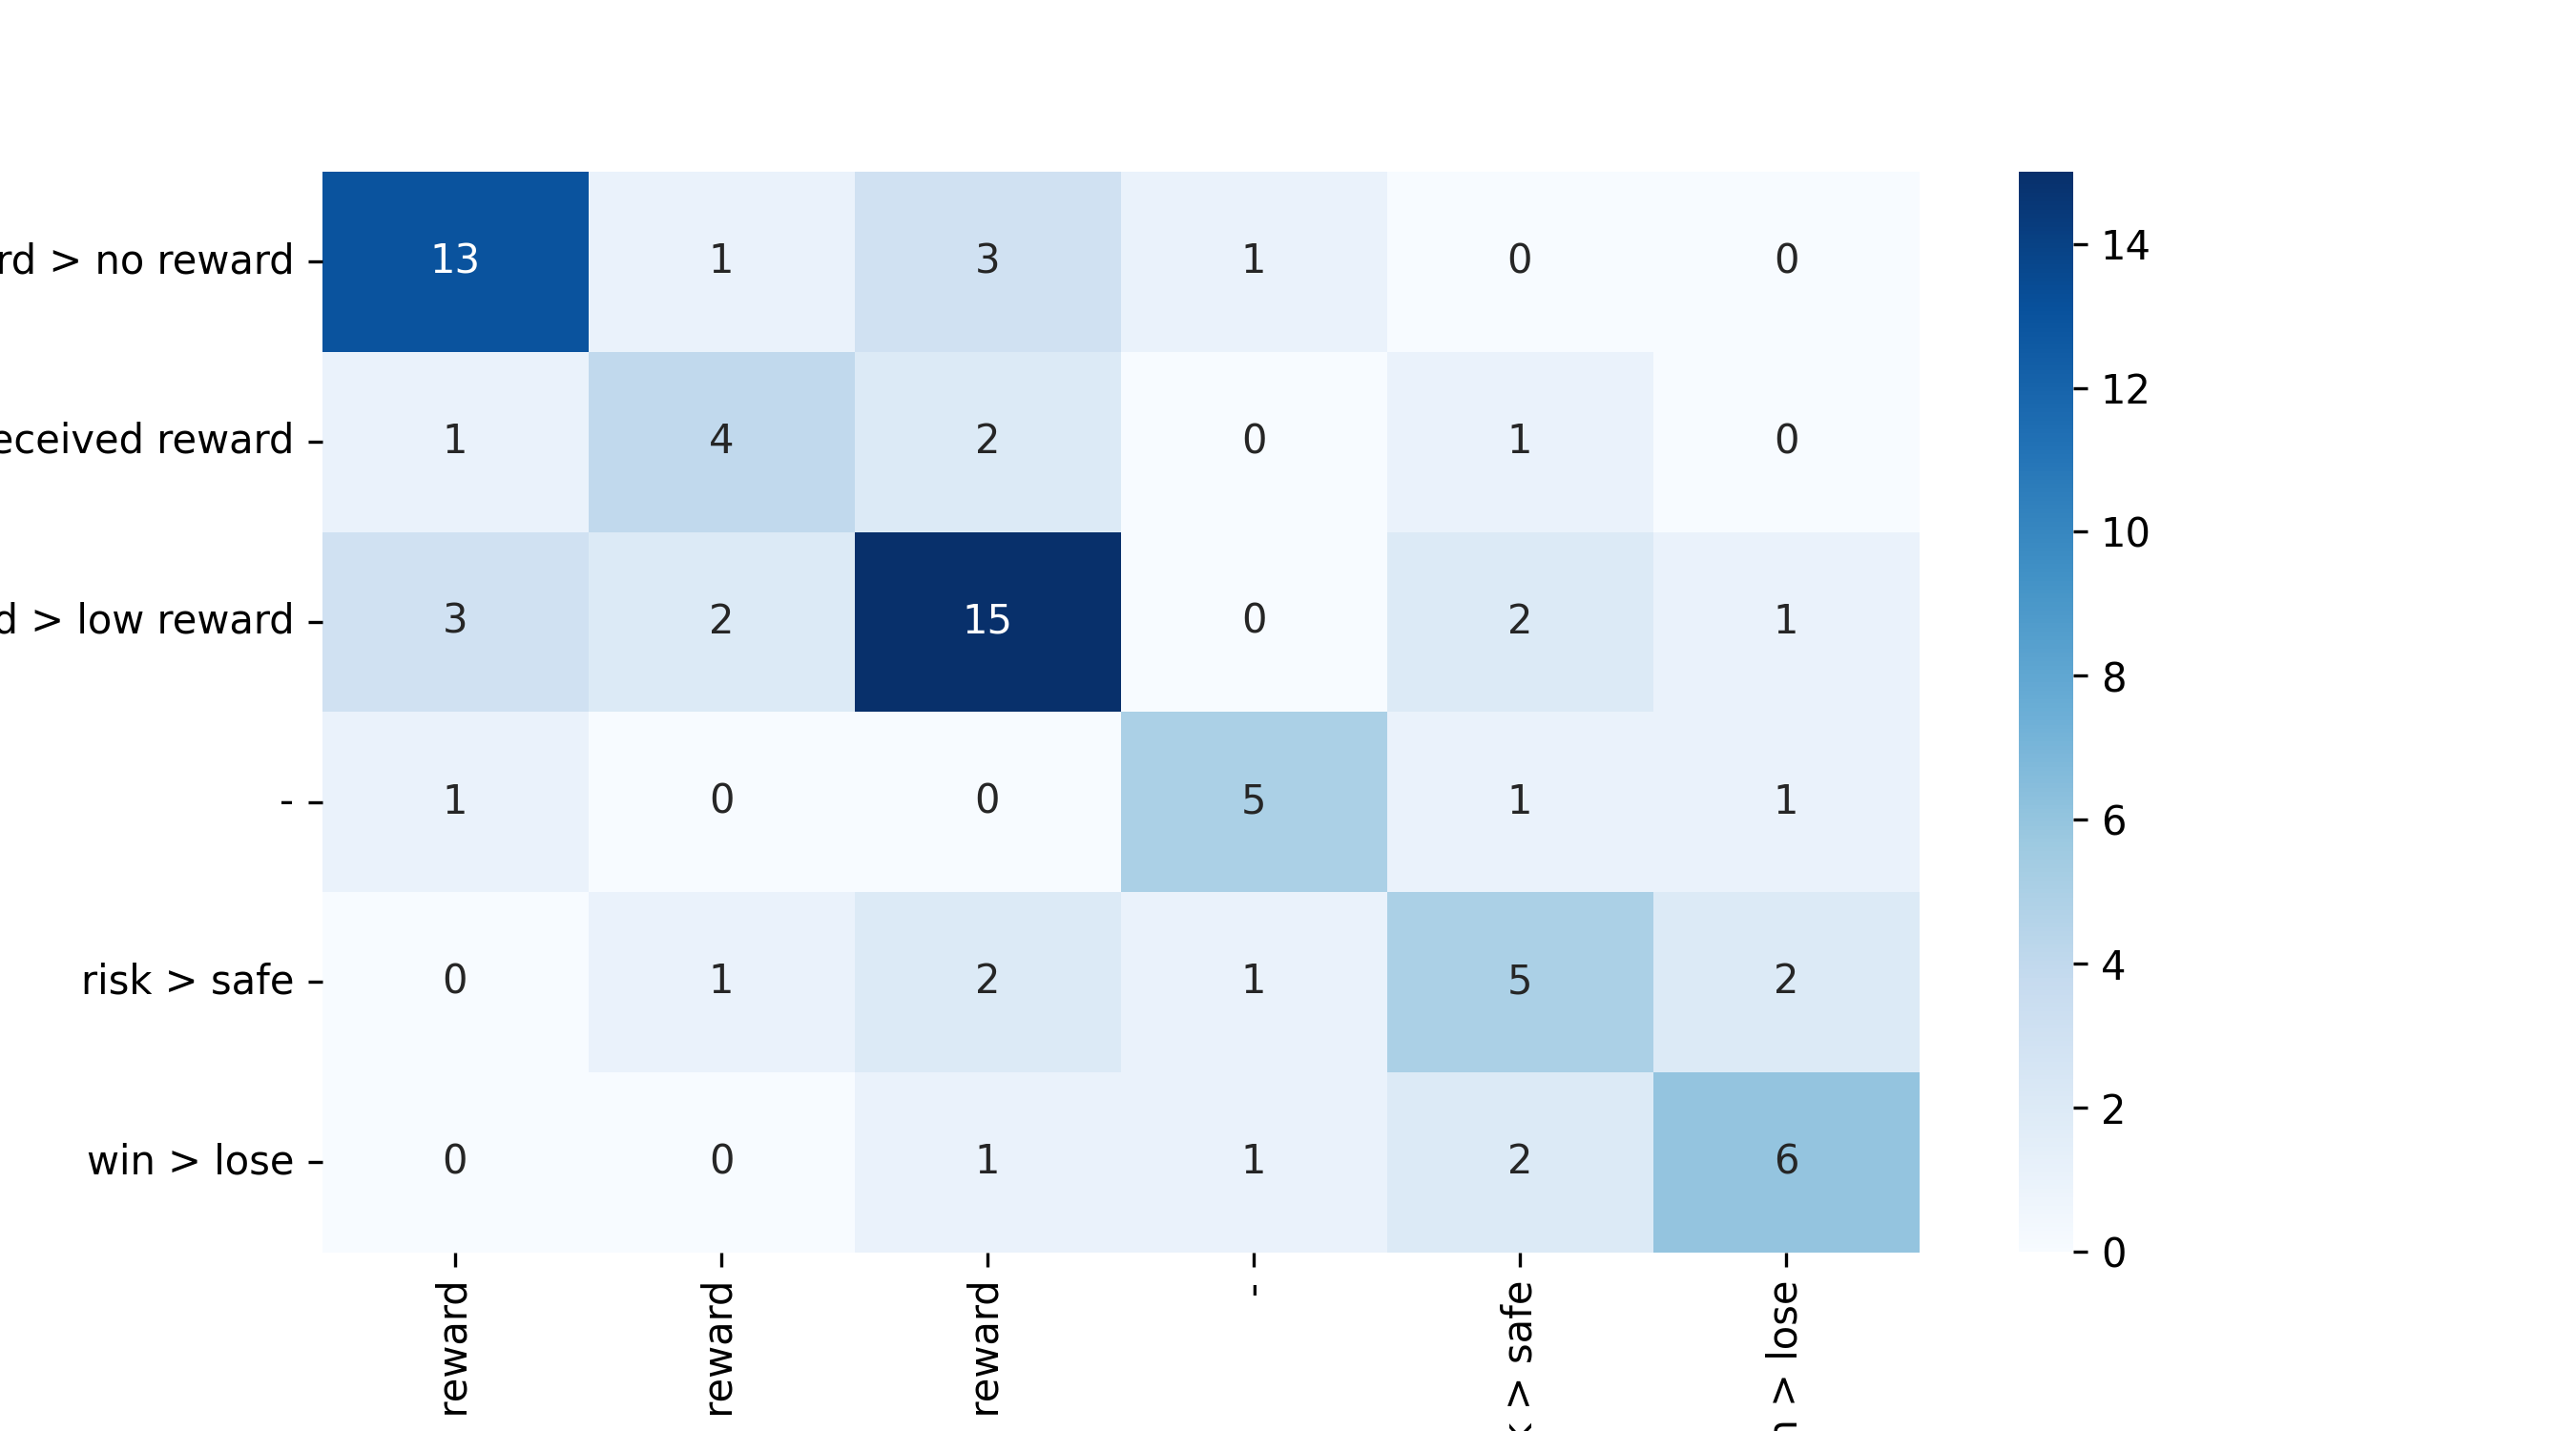 > no reward
13 1 3 1 0 0
reward
1 4 2 0 1 0
> low reward
3 2 15 0 2 1
-
1 0 0 5 1 1
risk > safe
0 1 2 1 5 2
win > lose
0 0 1 1 2 6
reward
reward
reward
-
> safe
> lose
14
12
10
8
6
4
2
0